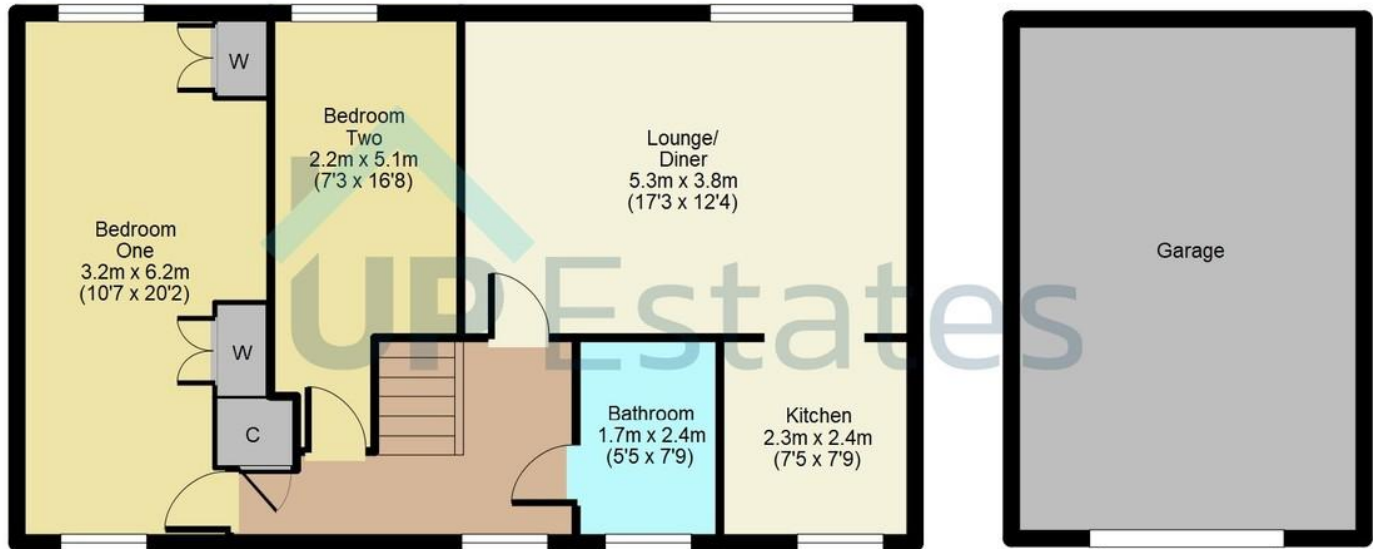 W
Bedroom
Two
2.2m x 5.1m
(7'3 x 16'8)
Lounge/
Diner
5.3m x 3.8m
(17'3 x 12'4)
Bedroom
One
3.2m x 6.2m
(10'7 x 20'2)
Garage
UP Estates
W
C
Bathroom
1.7m x 2.4m
(5'5 x 7'9)
Kitchen
2.3m x 2.4m
(7'5 x 7'9)